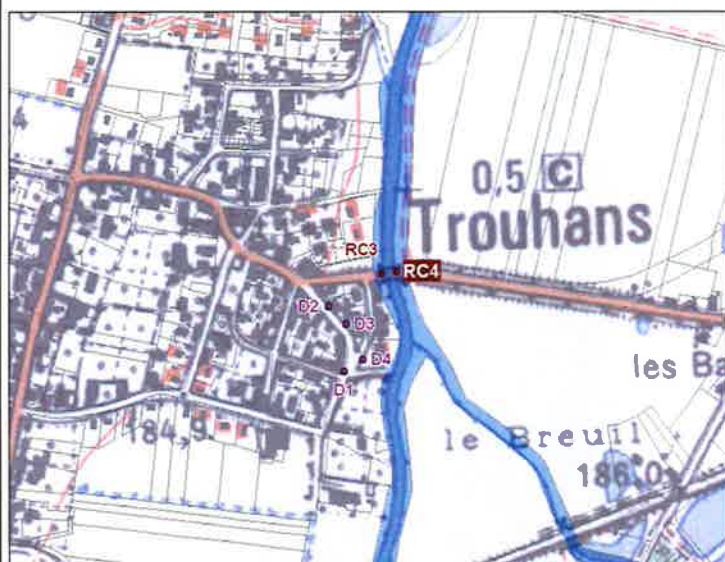 0,5 C
Trouhans
RC3
RC4
D2
D3
D4
D1
les Ba
184,9
le Breuil
186,0